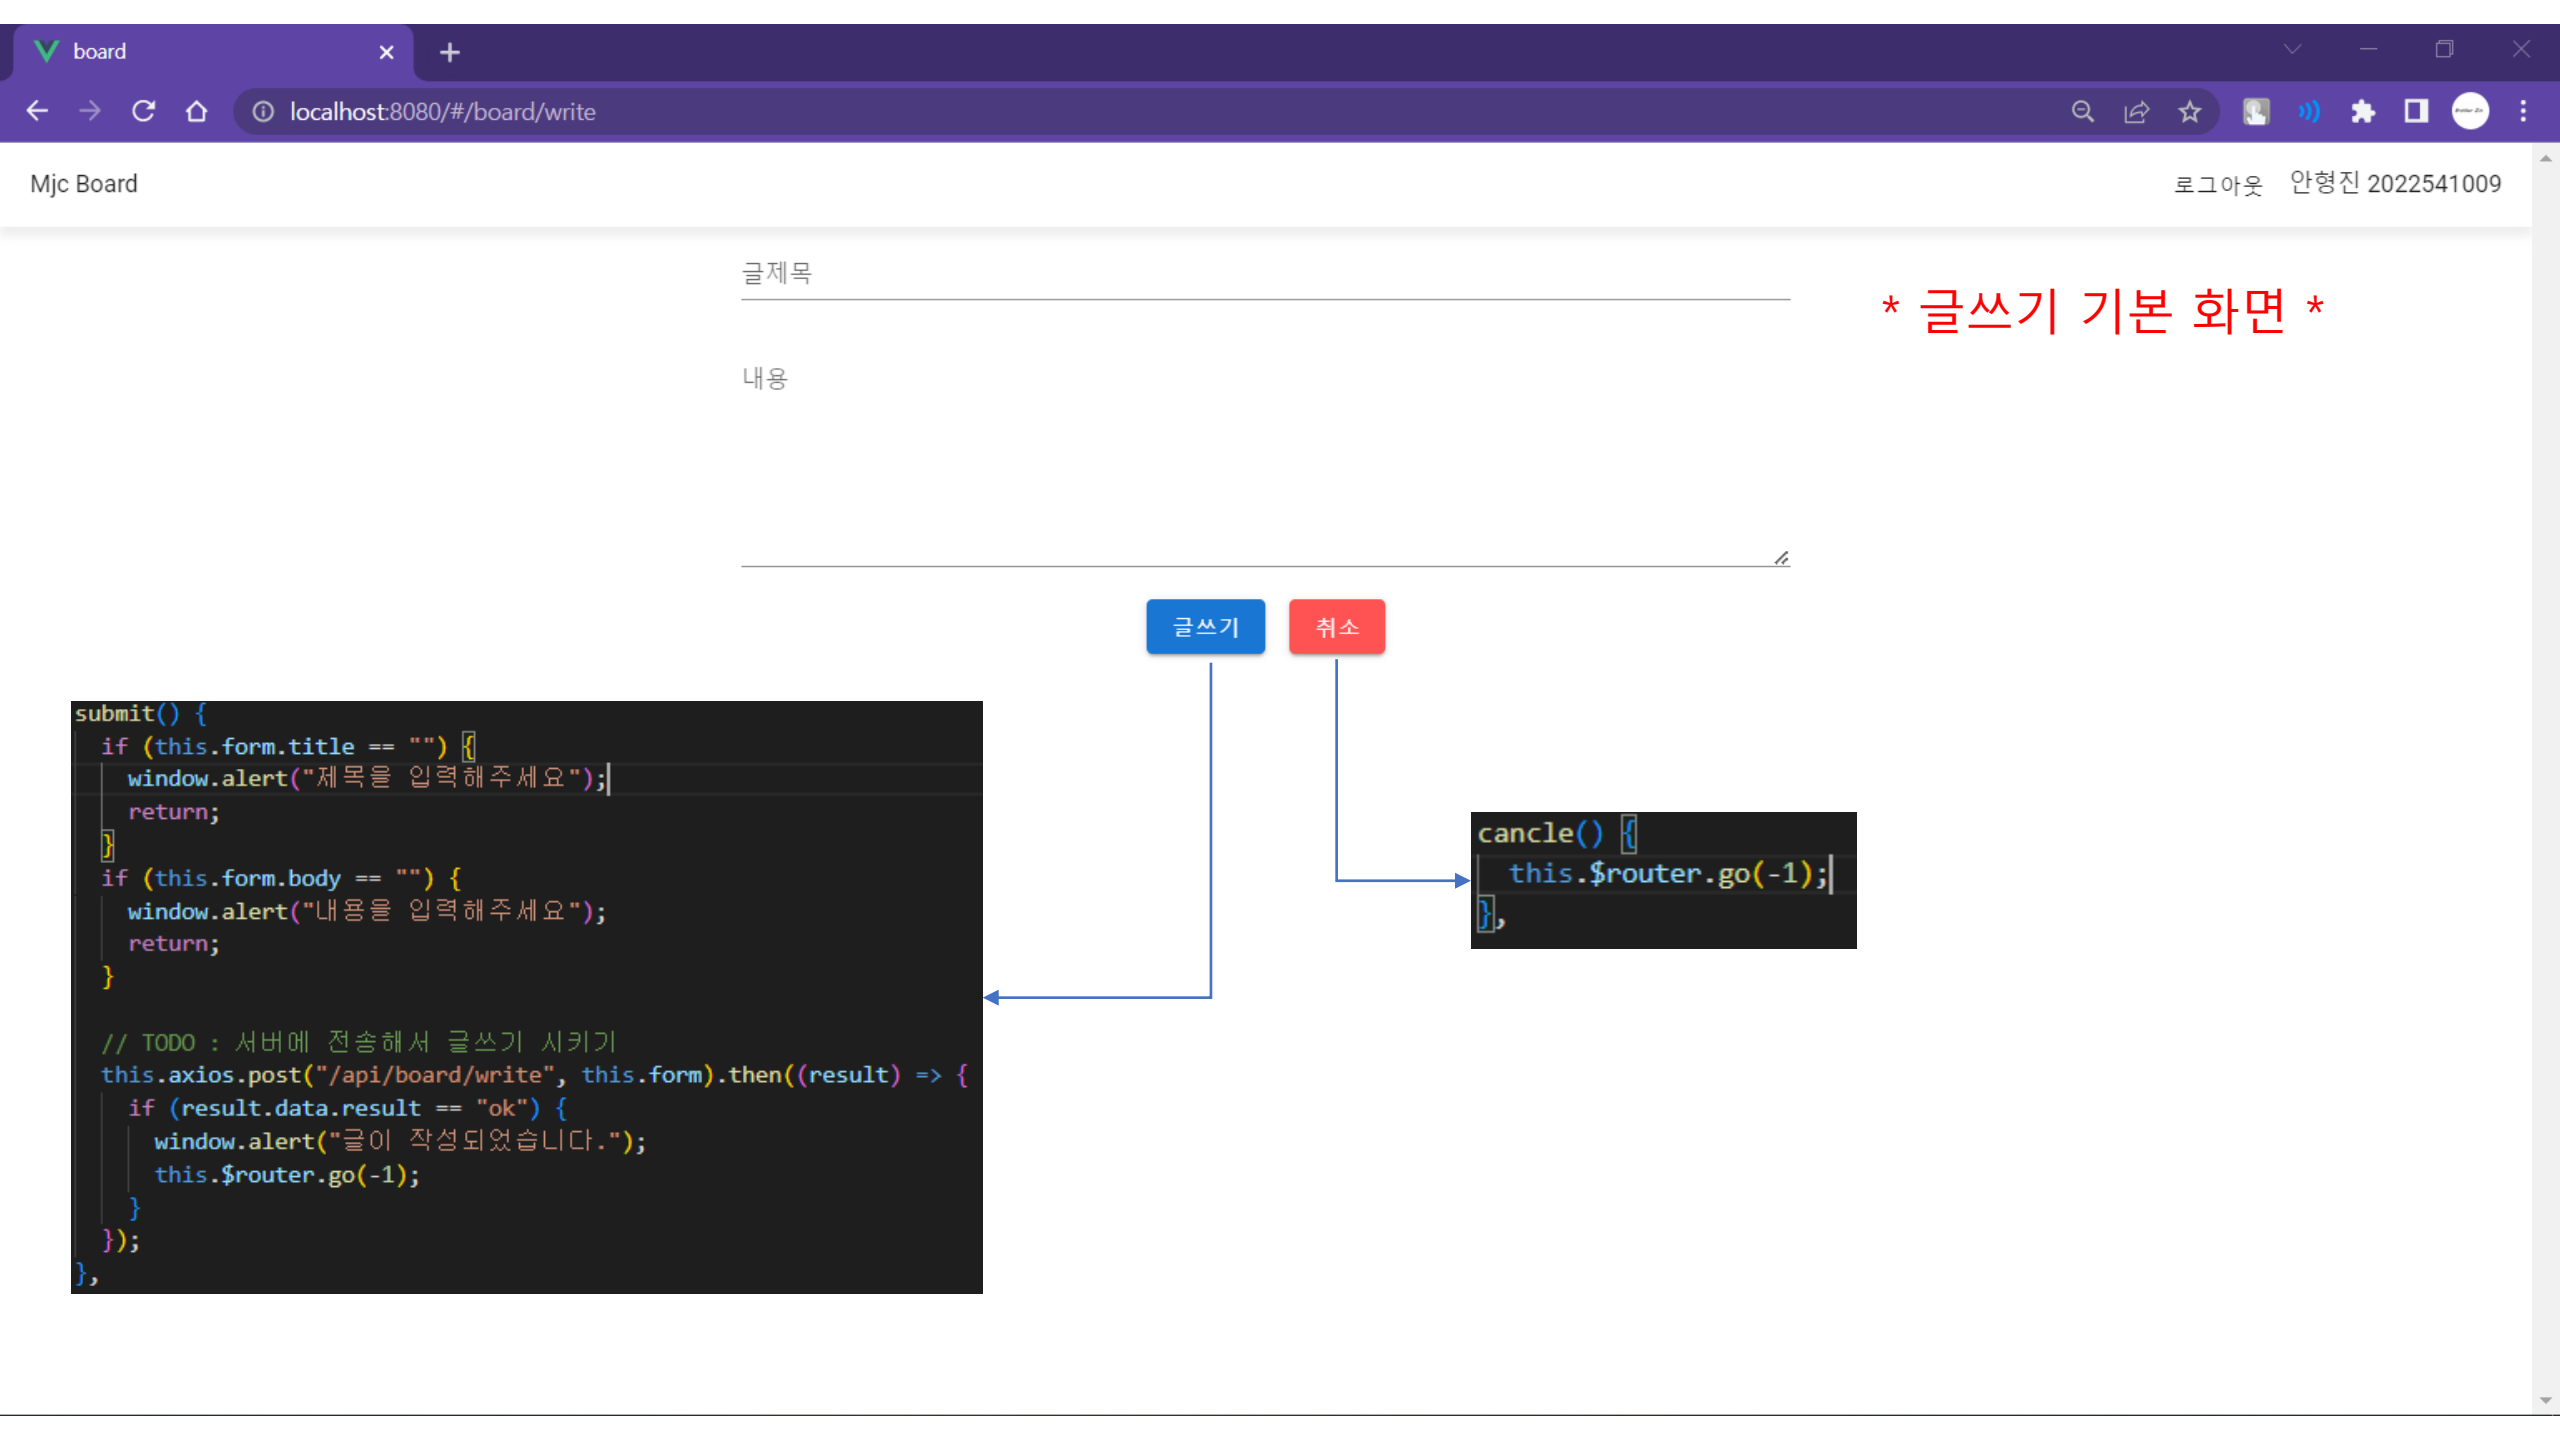 board
localhost:8080/#/board/write
Mjc Board
로그아웃 안형진 2022541009
글제목
* 글쓰기 기본 화면 *
내용
글쓰기 취소
submit() {
if (this.form.title == "") {
window.alert("제목을 입력해주세요");
return;
}
if (this.form.body == "") {
window.alert("내용을 입력해주세요");
return;
}
// TODO : 서버에 전송해서 글쓰기 시키기
this.axios.post("/api/board/write", this.form).then((result) => {
if (result.data.result == "ok") {
window.alert("글이 작성되었습니다.");
this.$router.go(-1);
}
});
},
cancle() {
this.$router.go(-1);
},